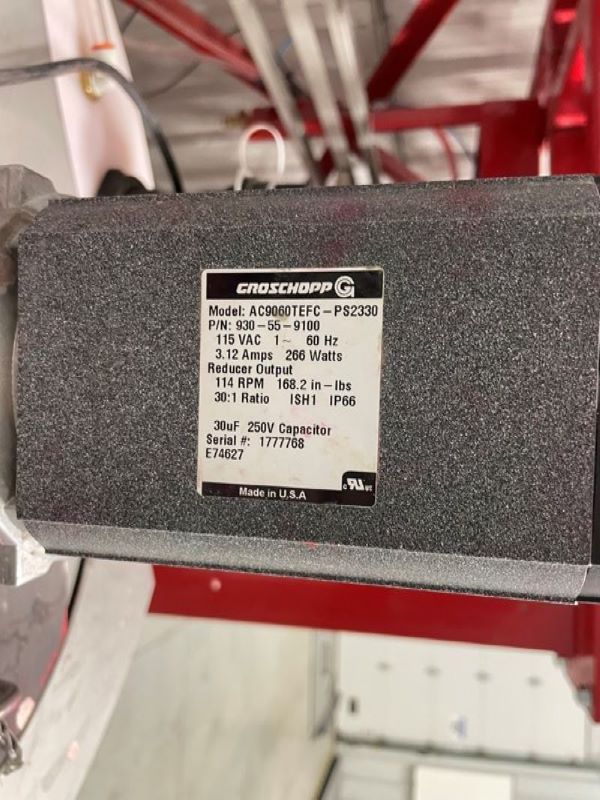 GROSCHOPP G
Model: AC9060TEFC-PS2330
P/N: 930-55-9100
115 VAC 1~ 60 Hz
3.12 Amps 266 Watts
Reducer Output
114 RPM 168.2 in-lbs
30:1 Ratio ISH1 IP66
30uF 250V Capacitor
Serial #: 1777768
E74627
c RU us
Made in U.S.A